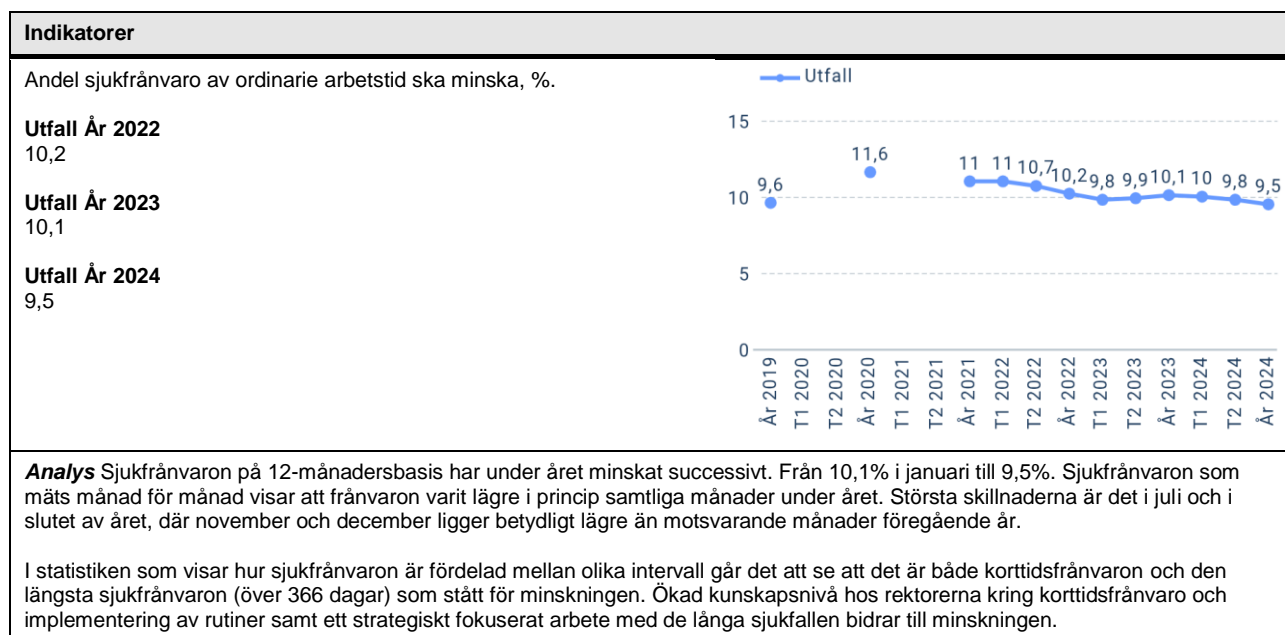 Indikatorer
Andel sjukfrånvaro av ordinarie arbetstid ska minska, %.
Utfall År 2022
10,2
Utfall År 2023
10,1
Utfall År 2024
9,5
Utfall
15
10
5
0
9,6
11,6
11
11
10,7
10,2
9,8
9,9
10,1
10
9,8
9,5
År 2019
T1 2020
T2 2020
År 2020
T1 2021
T2 2021
År 2021
T1 2022
T2 2022
År 2022
T1 2023
T2 2023
År 2023
T1 2024
T2 2024
År 2024
Analys Sjukfrånvaron på 12-månadersbasis har under året minskat successivt. Från 10,1% i januari till 9,5%. Sjukfrånvaron som
mäts månad för månad visar att frånvaron varit lägre i princip samtliga månader under året. Största skillnaderna är det i juli och i
slutet av året, där november och december ligger betydligt lägre än motsvarande månader föregående år.
I statistiken som visar hur sjukfrånvaron är fördelad mellan olika intervall går det att se att det är både korttidsfrånvaron och den
längsta sjukfrånvaro (över 366 dagar) som stått för minskningen. Ökad kunskapsnivå hos rektorerna kring korttidsfrånvaro och
implementering av rutiner samt ett strategiskt fokuserat arbete med de långa sjukfallen bidrar till minskningen.